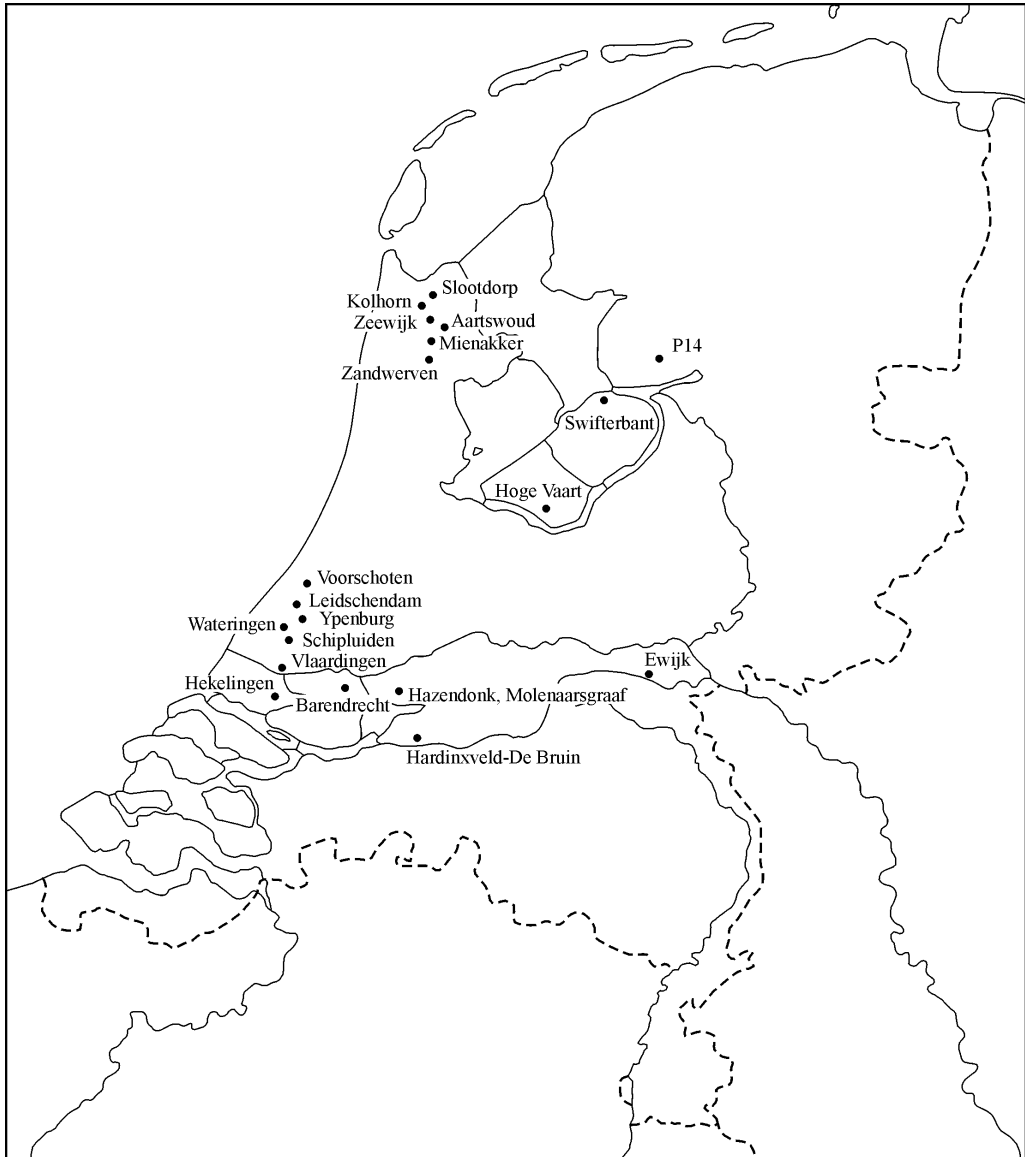 Slootdorp
Kolhorn
Zeewijk
Aartswoud
Mienakker
Zandwerven
P14
Swifterbant
Hoge Vaart
Voorschoten
Leidschendam
Ypenburg
Wateringen
Schipluiden
Vlaardingen
Ewijk
Hekelingen
Barendrecht
Hazendonk, Molenaarsgraaf
Hardinxveld-De Bruin